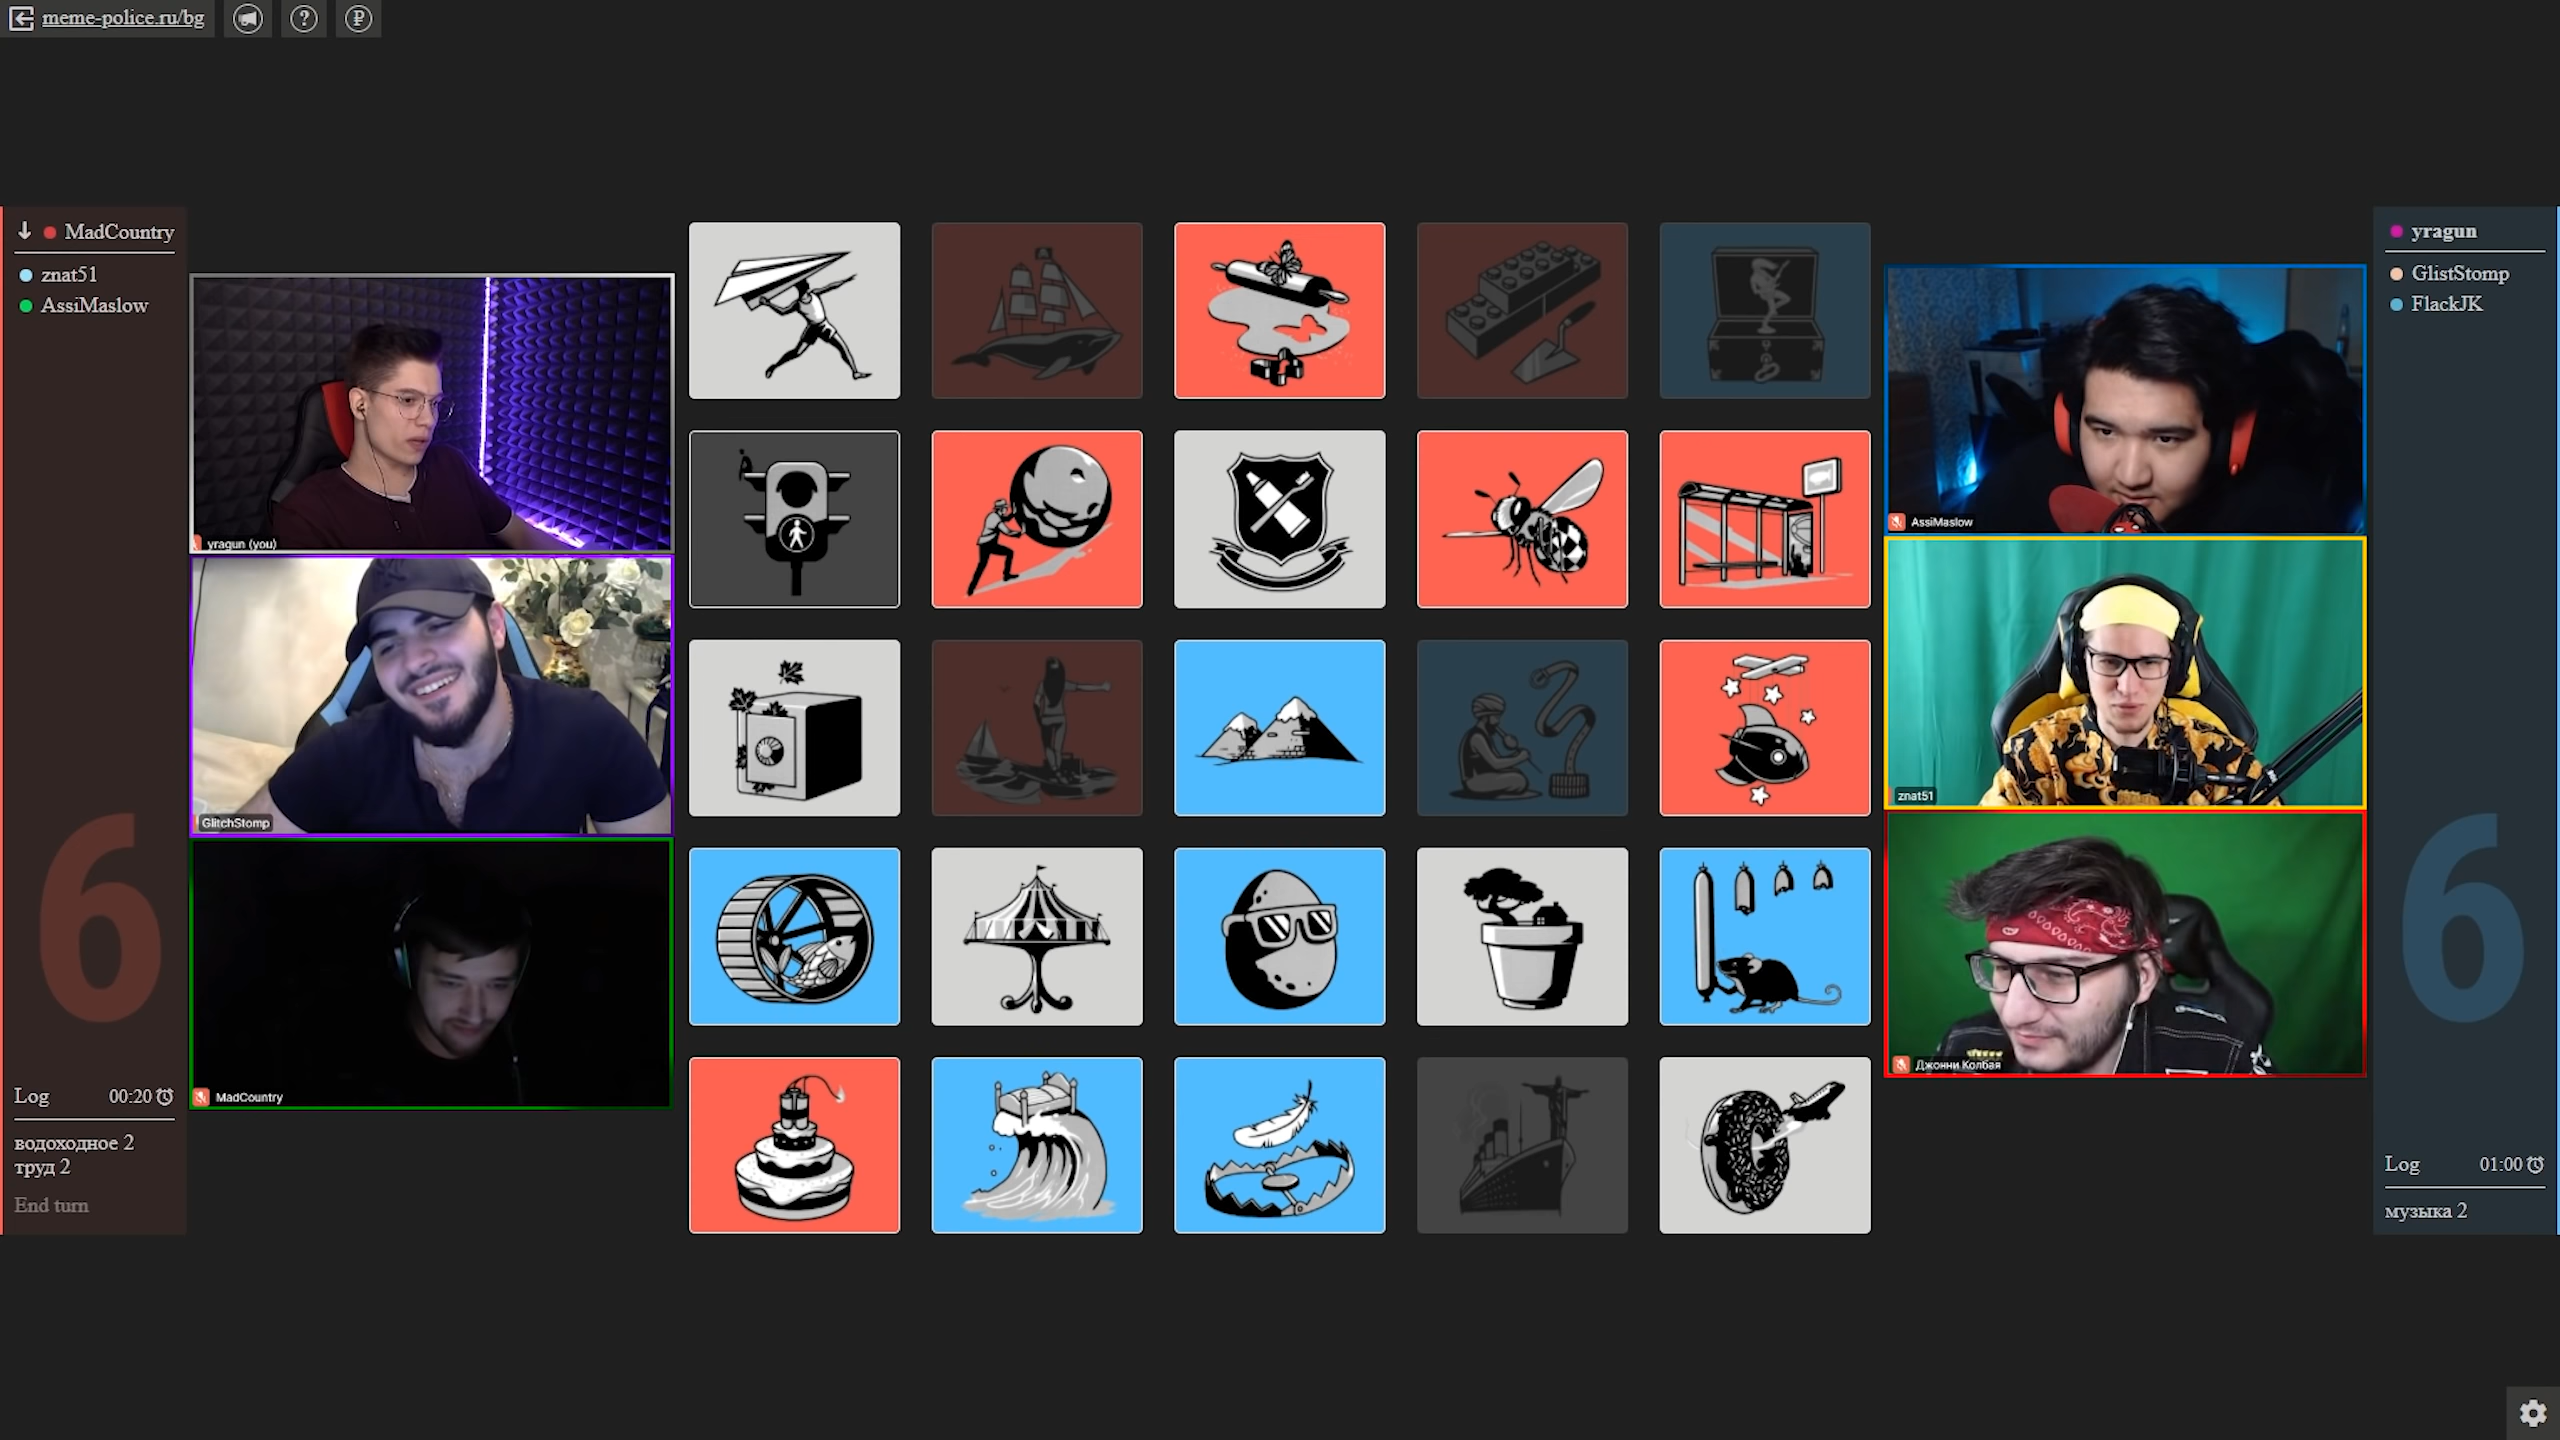 meme-police.ru/bg
MadCountry
znat51
AssiMaslow
6
Log 00:20
водоходное 2
труд 2
End turn
yragun (you)
GlitchStomp
MadCountry
AssiMaslow
znat51
Джонни Колбая
yragun
GlistStomp
FlackJK
6
Log 01:00
музыка 2